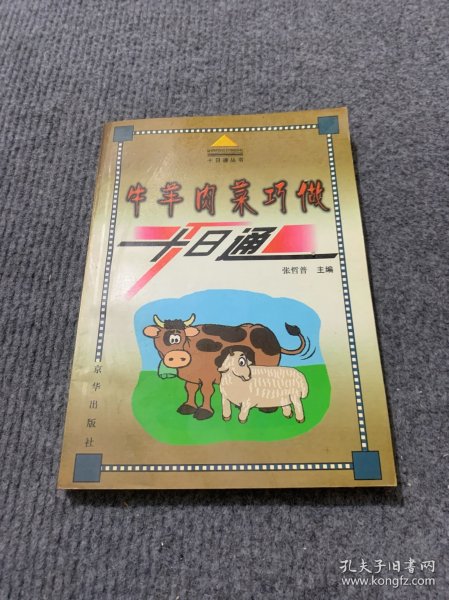 十日通丛书
牛羊肉菜巧做
十日通
张哲普 主编
京华出版社
孔夫子旧书网
www.kongfz.com